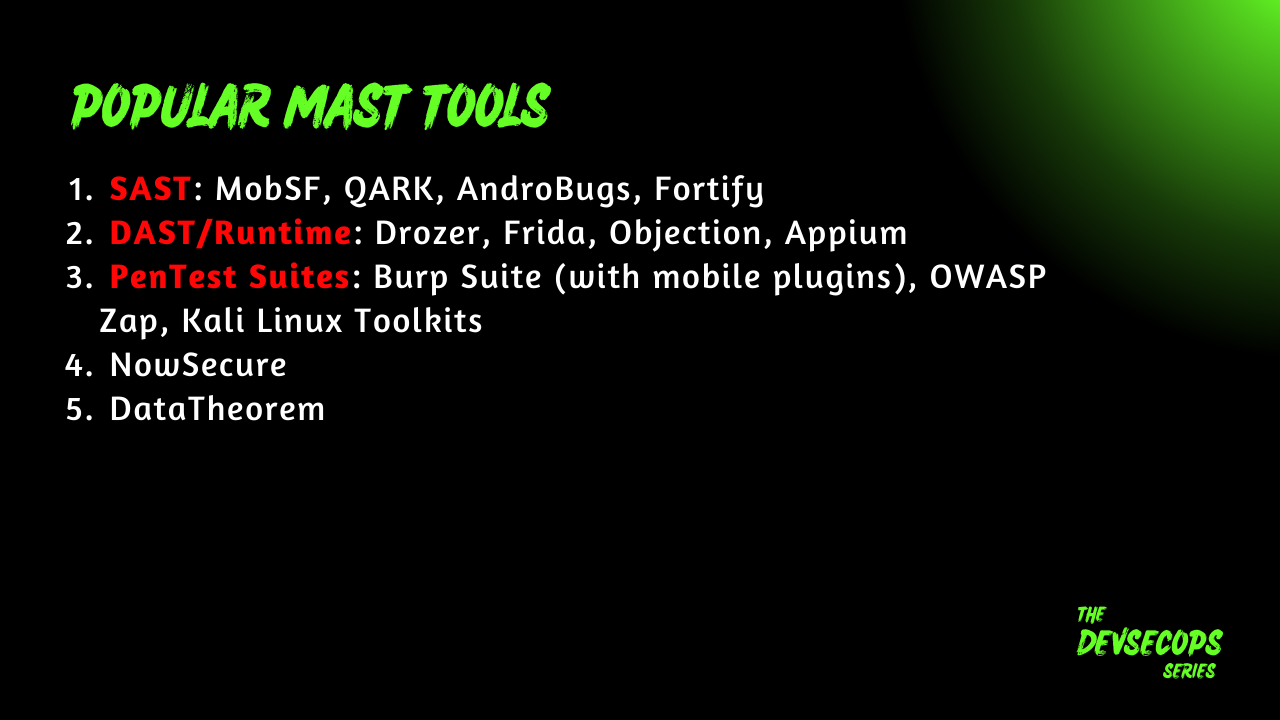 POPULAR MAST TOOLS
1. SAST: MobSF, QARK, AndroBugs, Fortify
2. DAST/Runtime: Drozer, Frida, Objection, Appium
3. PenTest Suites: Burp Suite (with mobile plugins), OWASP
Zap, Kali Linux Toolkits
4. NowSecure
5. DataTheorem
THE
DEVSECOPS
SERIES